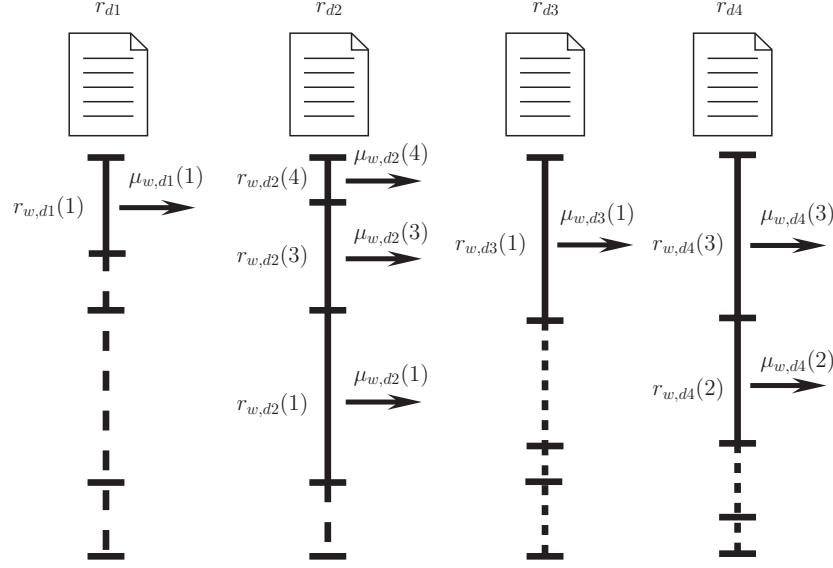 r_{d1} r_{d2} r_{d3} r_{d4}
μ_{w,d1}(1)
r_{w,d1}(1)
μ_{w,d2}(4)
r_{w,d2}(4)
μ_{w,d2}(3)
r_{w,d2}(3)
μ_{w,d2}(1)
r_{w,d2}(1)
μ_{w,d3}(1)
r_{w,d3}(1)
μ_{w,d4}(3)
r_{w,d4}(3)
μ_{w,d4}(2)
r_{w,d4}(2)